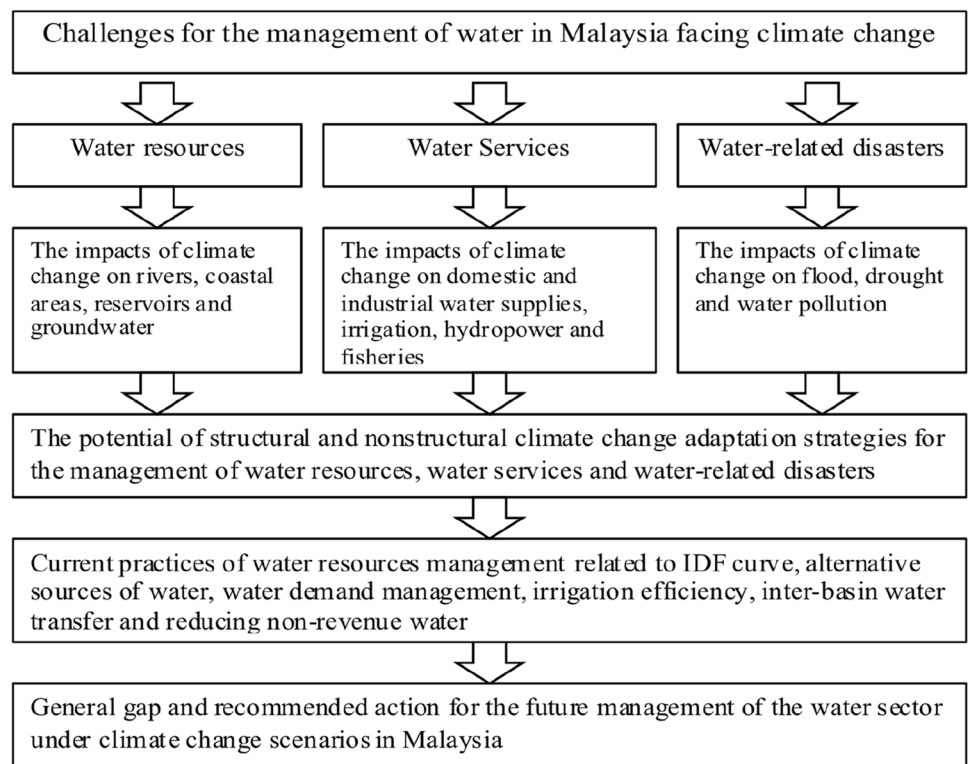 Challenges for the management of water in Malaysia facing climate change
Water resources
Water Services
Water-related disasters
The impacts of climate
change on rivers, coastal
areas, reservoirs and
groundwater
The impacts of climate
change on domestic and
industrial water supplies,
irrigation, hydropower and
fisheries
The impacts of climate
change on flood, drought
and water pollution
The potential of structural and nonstructural climate change adaptation strategies for
the management of water resources, water services and water-related disasters
Current practices of water resources management related to IDF curve, alternative
sources of water, water demand management, irrigation efficiency, inter-basin water
transfer and reducing non-revenue water
General gap and recommended action for the future management of the water sector
under climate change scenarios in Malaysia